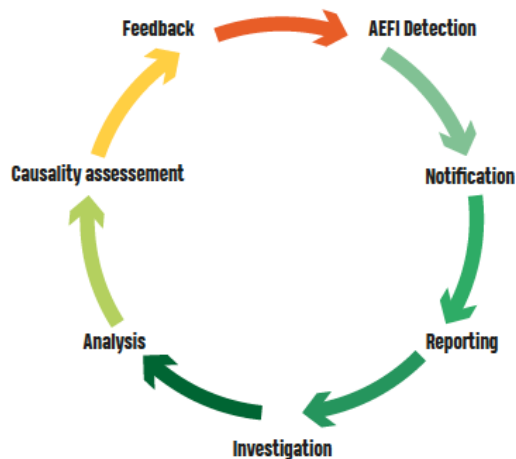 Feedback
AEFI Detection
Notification
Reporting
Investigation
Analysis
Causality assessement